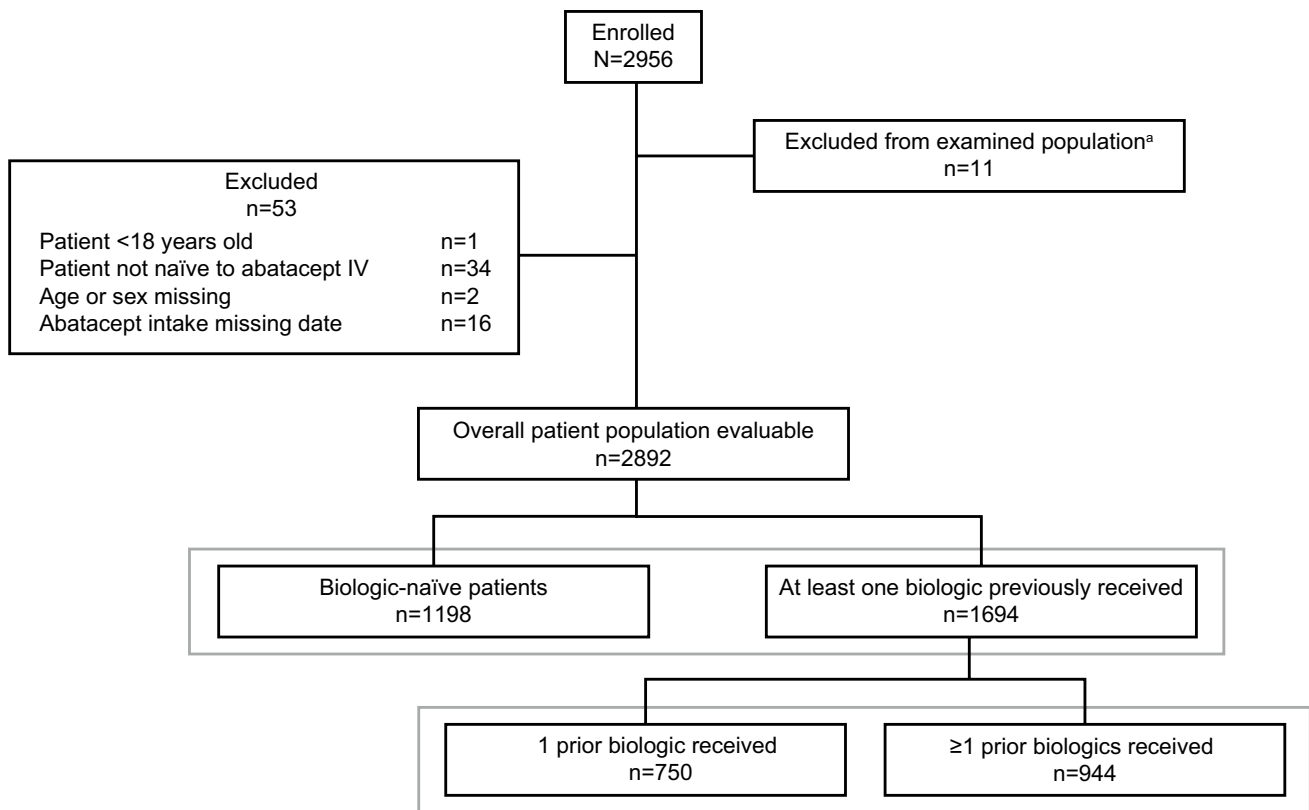 Enrolled
N=2956
Excluded from examined populationᵃ
n=11
Excluded
n=53
Patient <18 years old n=1
Patient not naïve to abatacept IV n=34
Age or sex missing n=2
Abatacept intake missing date n=16
Overall patient population evaluable
n=2892
Biologic-naïve patients
n=1198
At least one biologic previously received
n=1694
1 prior biologic received
n=750
≥1 prior biologics received
n=944